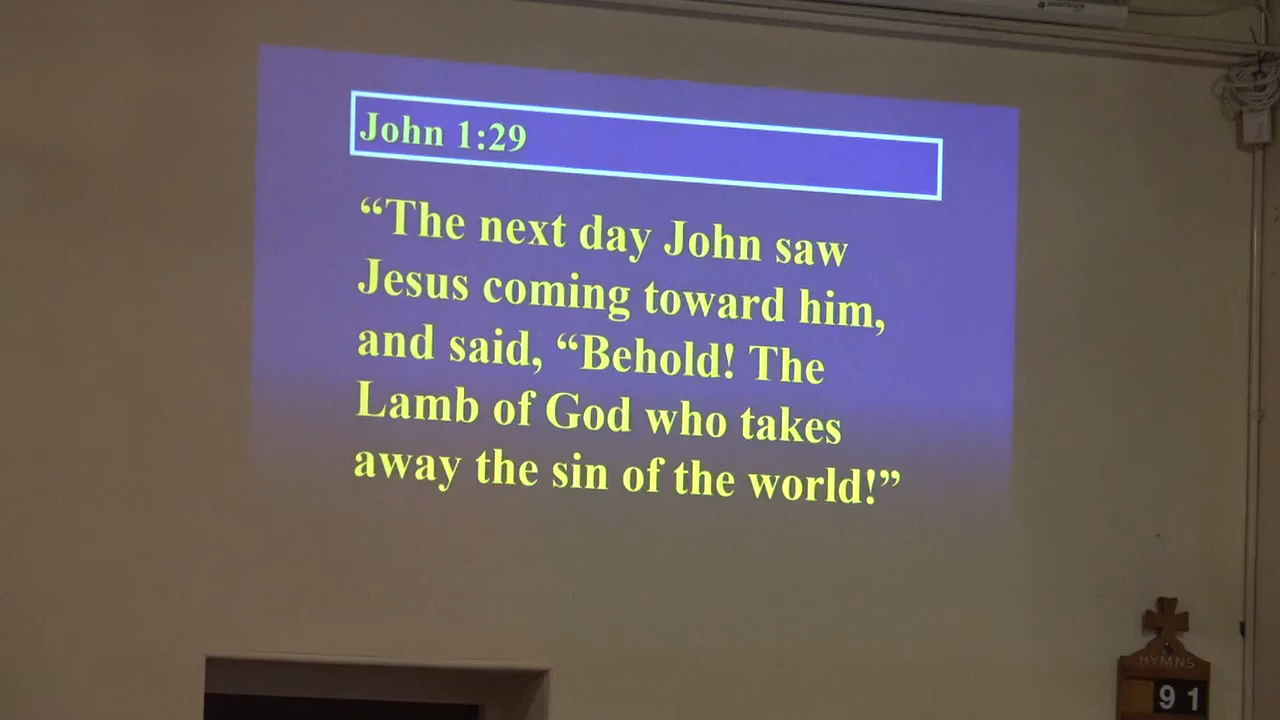 John 1:29
“The next day John saw
Jesus coming toward him,
and said, “Behold! The
Lamb of God who takes
away the sin of the world!”
HYMNS
91